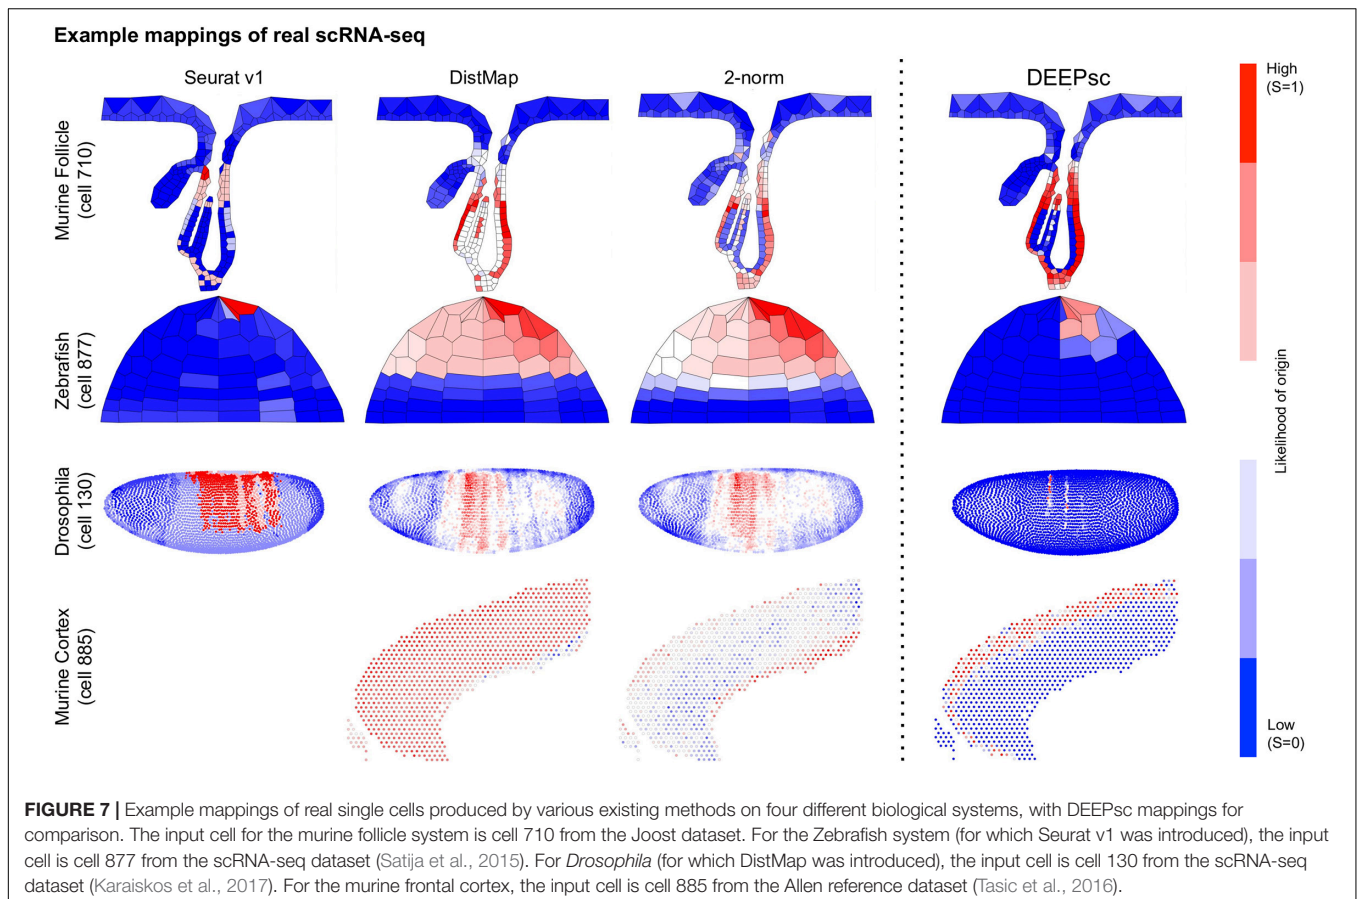 Example mappings of real scRNA-seq
Seurat v1
DistMap
2-norm
DEEPsc
High
(S=1)
Murine Follicle
(cell 710)
Zebrafish
(cell 877)
Likelihood of origin
Drosophila
(cell 130)
Murine Cortex
(cell 885)
Low
(S=0)
FIGURE 7 | Example mappings of real single cells produced by various existing methods on four different biological systems, with DEEPsc mappings for
comparison. The input cell for the murine follicle system is cell 710 from the Joost dataset. For the Zebrafish system (for which Seurat v1 was introduced), the input
cell is cell 877 from the scRNA-seq dataset (Satija et al., 2015). For Drosophila (for which DistMap was introduced), the input cell is cell 130 from the scRNA-seq
dataset (Karaiskos et al., 2017). For the murine frontal cortex, the input cell is cell 885 from the Allen reference dataset (Tasic et al., 2016).